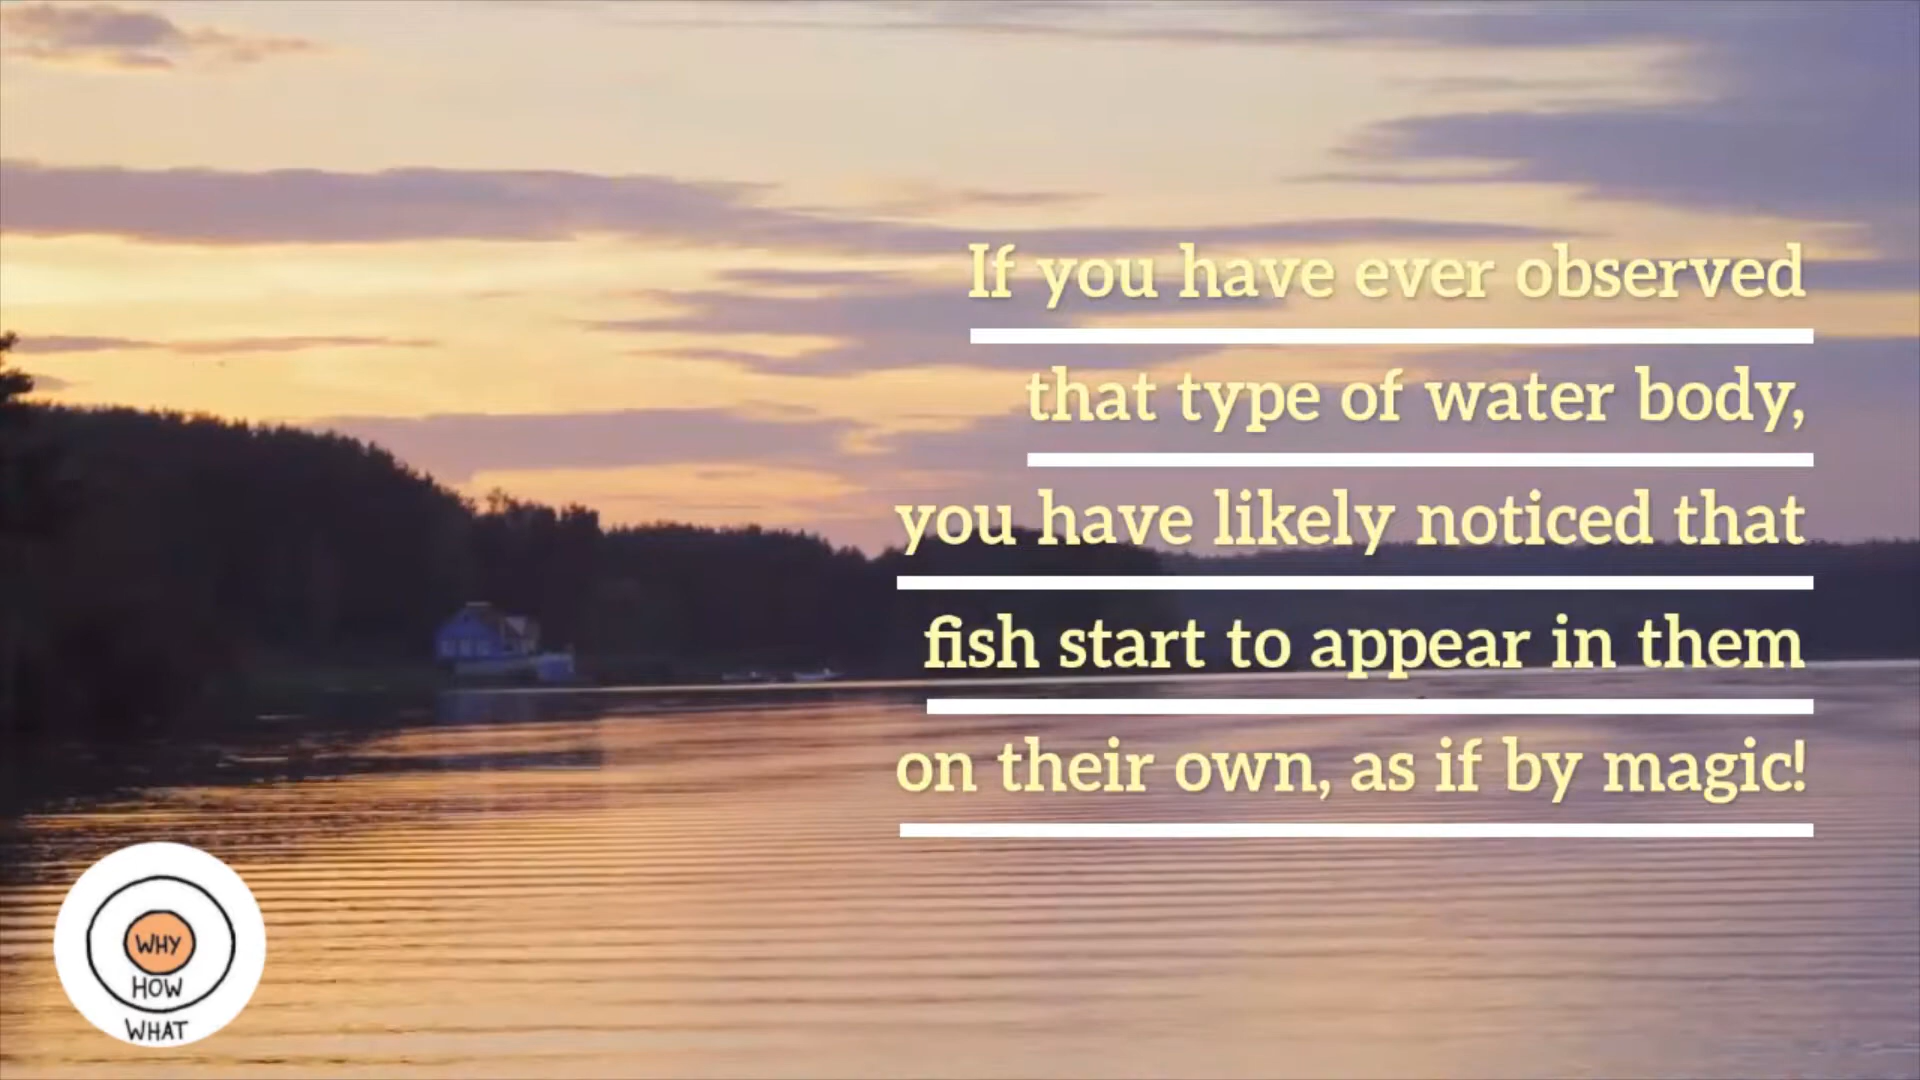 If you have ever observed
that type of water body,
you have likely noticed that
fish start to appear in them
on their own, as if by magic!
WHY
HOW
WHAT